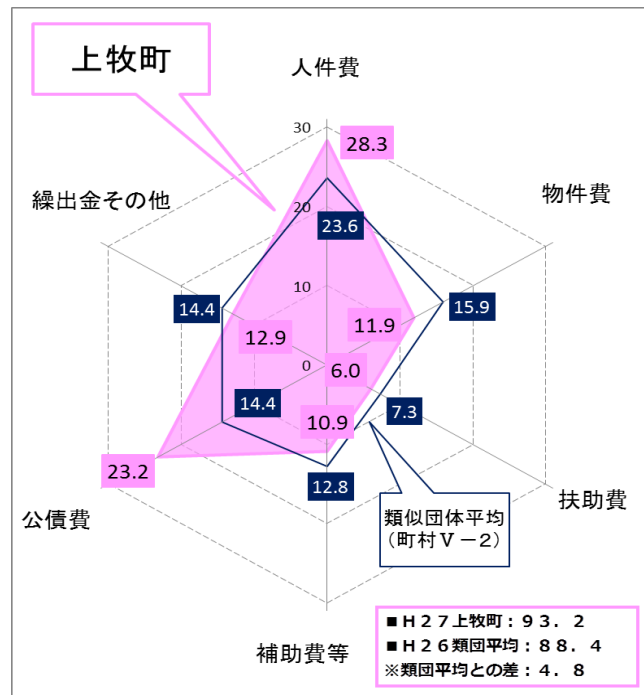 上牧町
人件費
30
28.3
物件費
繰出金その他
20
23.6
10
14.4
15.9
11.9
12.9
0
6.0
14.4
7.3
10.9
23.2
12.8
公債費
扶助費
類似団体平均
（町村Ⅴ－２）
補助費等
■Ｈ２７上牧町：９３．２
■Ｈ２６類団平均：８８．４
※類団平均との差：４．８